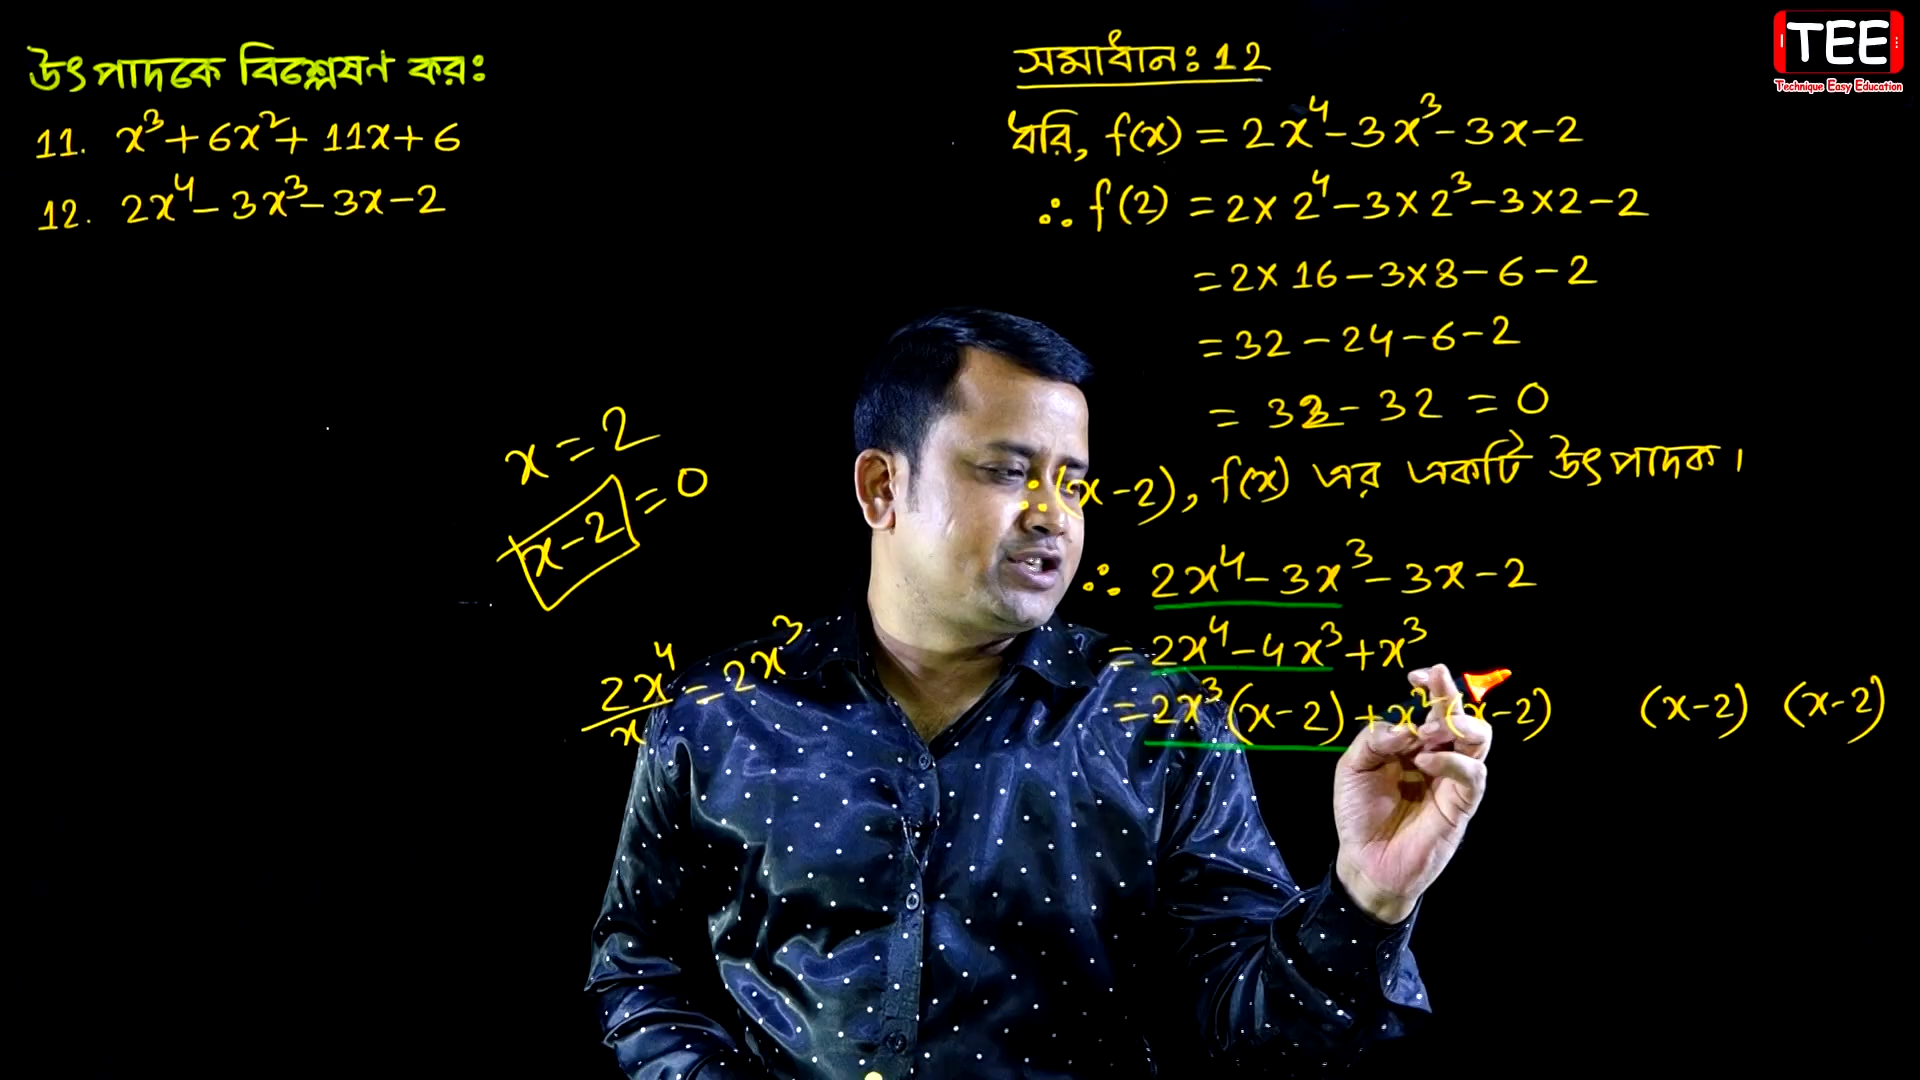 উৎপাদকে বিশ্লেষণ করঃ
11. x³+6x²+11x+6
12. 2x⁴-3x³-3x-2
x=2
x-2=0
2x⁴/x=2x³
সমাধানঃ12
ধরি, f(x)=2x⁴-3x³-3x-2
∴ f(2)=2×2⁴-3×2³-3×2-2
=2×16-3×8-6-2
=32-24-6-2
=32-32=0
∴(x-2), f(x) এর একটি উৎপাদক।
∴ 2x⁴-3x³-3x-2
=2x⁴-4x³+x³
=2x³(x-2)+x²(x-2) (x-2) (x-2)
TEE
Technique Easy Education